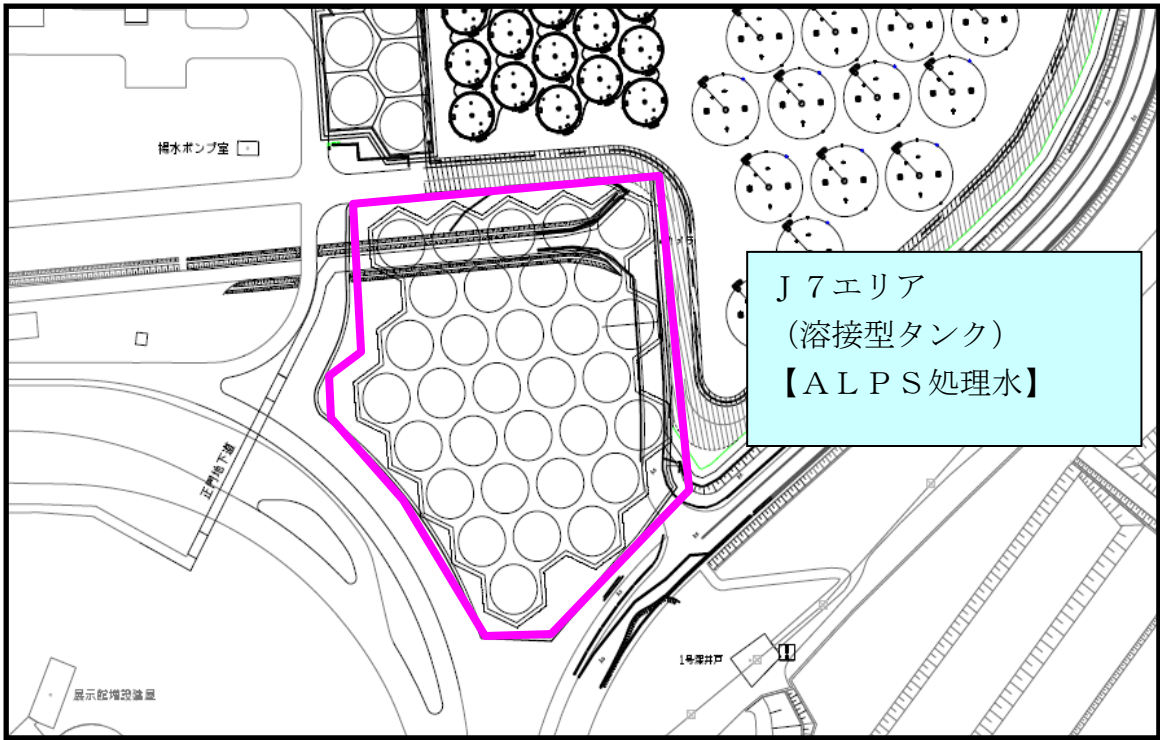 揚水ポンプ室
J7エリア
（溶接型タンク）
【ALPS処理水】
正門地下道
1号深井戸
展示館増設建屋